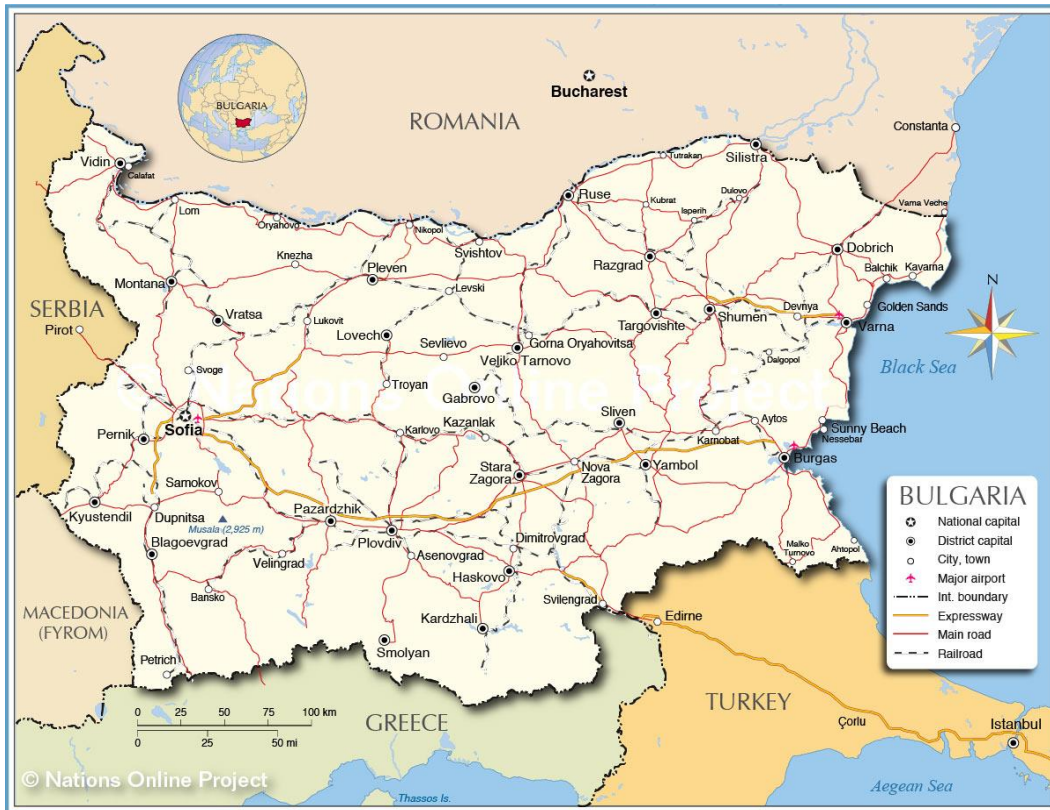 BULGARIA
Bucharest
ROMANIA
Constanta
Vidin
Calafat
Tutrakan
Silistra
Lom
Oryahovo
Nikopol
Ruse
Kubrat
Dulovo
Isperih
Vama Veche
Svishtov
Knezha
Pleven
Razgrad
Dobrich
Montana
Levski
Balchik
Kavarna
SERBIA
Pirot
Vratsa
Lukovit
Lovech
Sevlievo
Gorna Oryahovitsa
Veliko
Tarnovo
Targovishte
Shumen
Devnya
Golden Sands
Varna
N
Svoge
Troyan
Gabrovo
Dalgopol
Black Sea
© Nations Online Project
Sofia
Pernik
Karlovo
Kazanlak
Sliven
Karnobat
Aytos
Sunny Beach
Nessebar
Burgas
Kyustendil
Samokov
Dupnitsa
Musala (2,925 m)
Pazardzhik
Stara
Zagora
Nova
Zagora
Yambol
Blagoevgrad
Velingrad
Plovdiv
Asenovgrad
Dimitrovgrad
Malko
Turnovo
Ahtopol
Bansko
Haskovo
Svilengrad
Edirne
MACEDONIA
(FYROM)
Petrich
Smolyan
Kardzhali
BULGARIA
National capital
District capital
City, town
Major airport
Int. boundary
Expressway
Main road
Railroad
0 25 50 75 100 km
0 25 50 mi
GREECE
TURKEY
Çorlu
Istanbul
© Nations Online Project
Thassos Is.
Aegean Sea